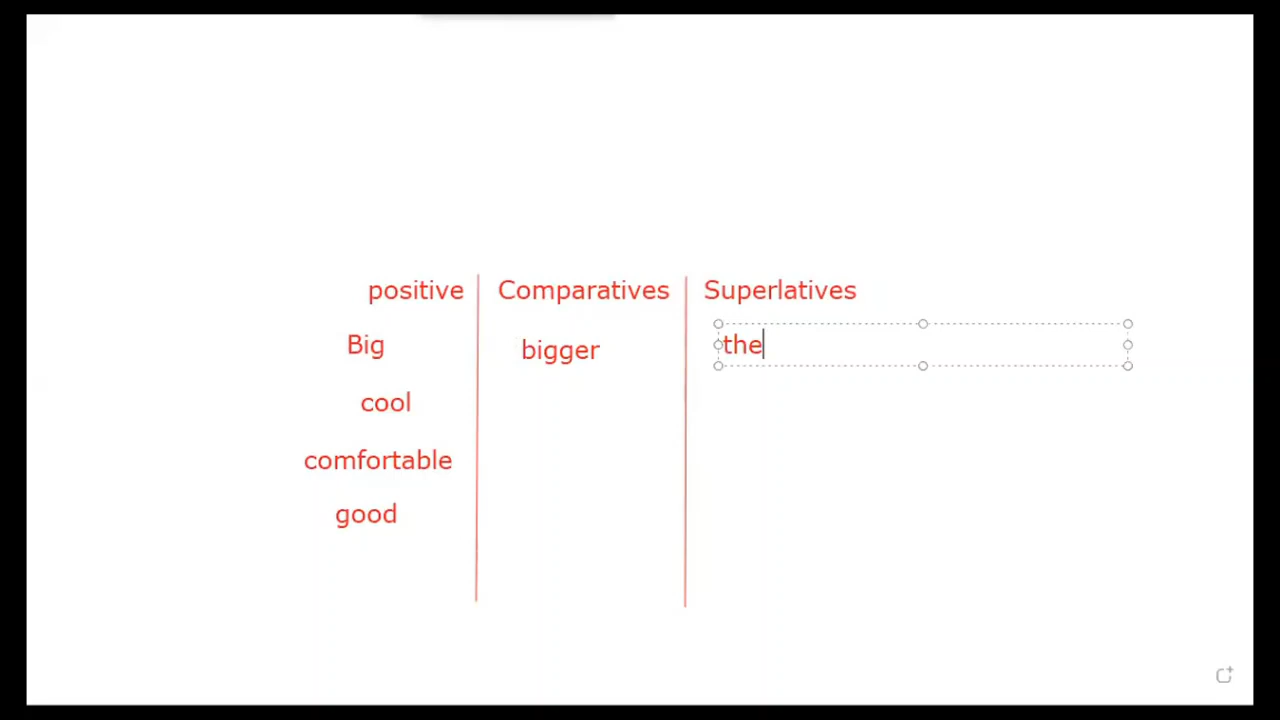 positive Comparatives Superlatives
Big bigger the
cool
comfortable
good